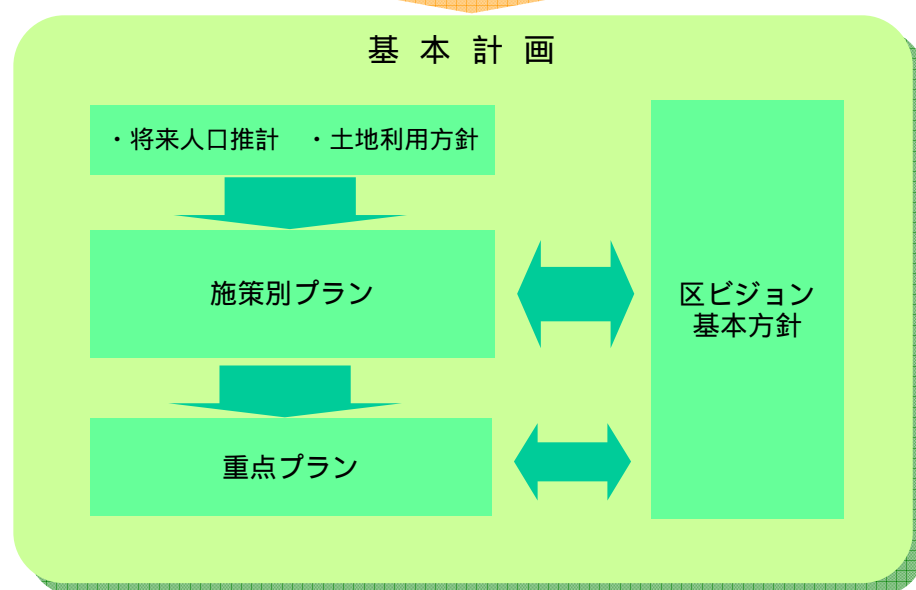 基本計画
・将来人口推計　・土地利用方針
施策別プラン
区ビジョン
基本方針
重点プラン